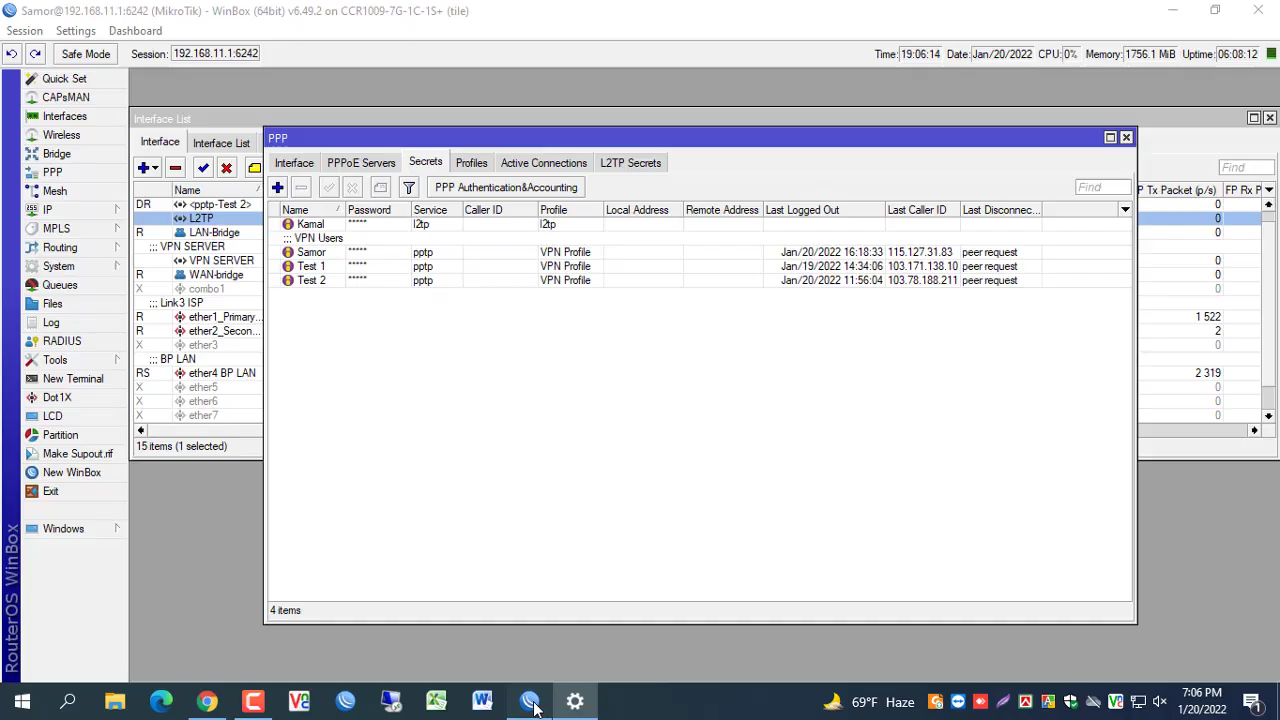 Samor@192.168.11.1:6242 (MikroTik) - WinBox (64bit) v6.49.2 on CCR1009-7G-1C-1S+ (tile)
Session Settings Dashboard
Safe Mode Session: 192.168.11.1:6242 Time: 19:06:14 Date: Jan/20/2022 CPU: 0% Memory: 1756.1 MiB Uptime: 06:08:12
Quick Set
CAPsMAN
Interfaces
Wireless
Bridge
PPP
Mesh
IP
MPLS
Routing
System
Queues
Files
Log
RADIUS
Tools
New Terminal
Dot1X
LCD
Partition
Make Supout.rif
New WinBox
Exit
Windows
RouterOS WinBox
Interface List
Interface Interface List
Find
Name Tx Packet (p/s) FP Rx P
DR <pptp-Test 2> 0
L2TP 0
R LAN-Bridge 0
::: VPN SERVER
VPN SERVER 0
R WAN-bridge 0
X combo1 0
::: Link3 ISP
R ether1_Primary... 1 522
R ether2_Secon... 2
X ether3 0
::: BP LAN
RS ether4 BP LAN 2 319
X ether5 0
X ether6 0
X ether7 0
15 items (1 selected)
PPP
Interface PPPoE Servers Secrets Profiles Active Connections L2TP Secrets
PPP Authentication&Accounting Find
Name Password Service Caller ID Profile Local Address Remote Address Last Logged Out Last Caller ID Last Disconnec...
Kamal ***** l2tp l2tp
::: VPN Users
Samor ***** pptp VPN Profile Jan/20/2022 16:18:33 115.127.31.83 peer request
Test 1 ***** pptp VPN Profile Jan/19/2022 14:34:06 103.171.138.10 peer request
Test 2 ***** pptp VPN Profile Jan/20/2022 11:56:04 103.78.188.211 peer request
4 items
69°F Haze
7:06 PM
1/20/2022